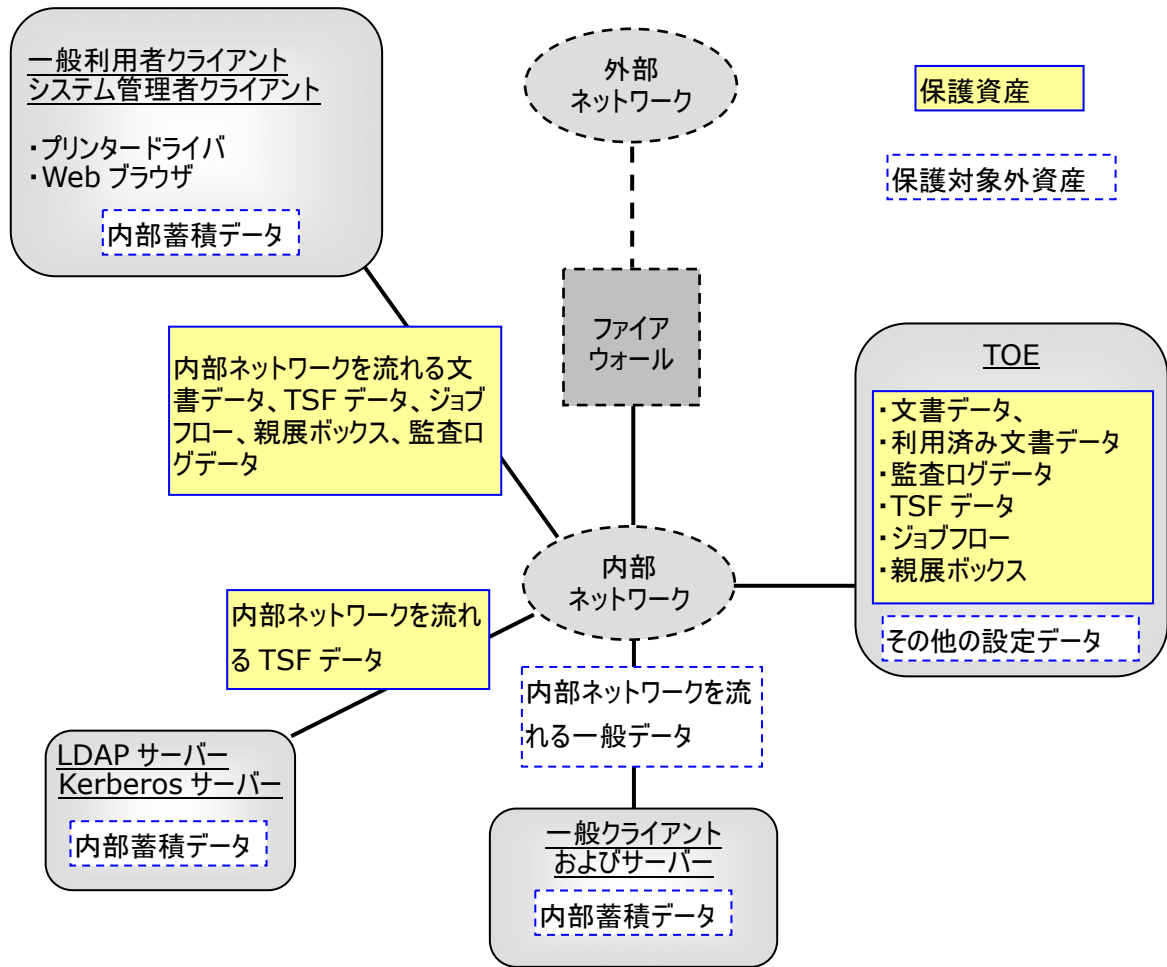 一般利用者クライアント
システム管理者クライアント
・プリンタードライバ
・Web ブラウザ
内部蓄積データ
外部
ネットワーク
保護資産
保護対象外資産
ファイア
ウォール
内部ネットワークを流れる文
書データ、TSF データ、ジョブ
フロー、親展ボックス、監査ロ
グデータ
TOE
・文書データ、
・利用済み文書データ
・監査ログデータ
・TSF データ
・ジョブフロー
・親展ボックス
その他の設定データ
内部
ネットワーク
内部ネットワークを流れ
る TSF データ
内部ネットワークを流
れる一般データ
LDAP サーバー
Kerberos サーバー
内部蓄積データ
一般クライアント
およびサーバー
内部蓄積データ